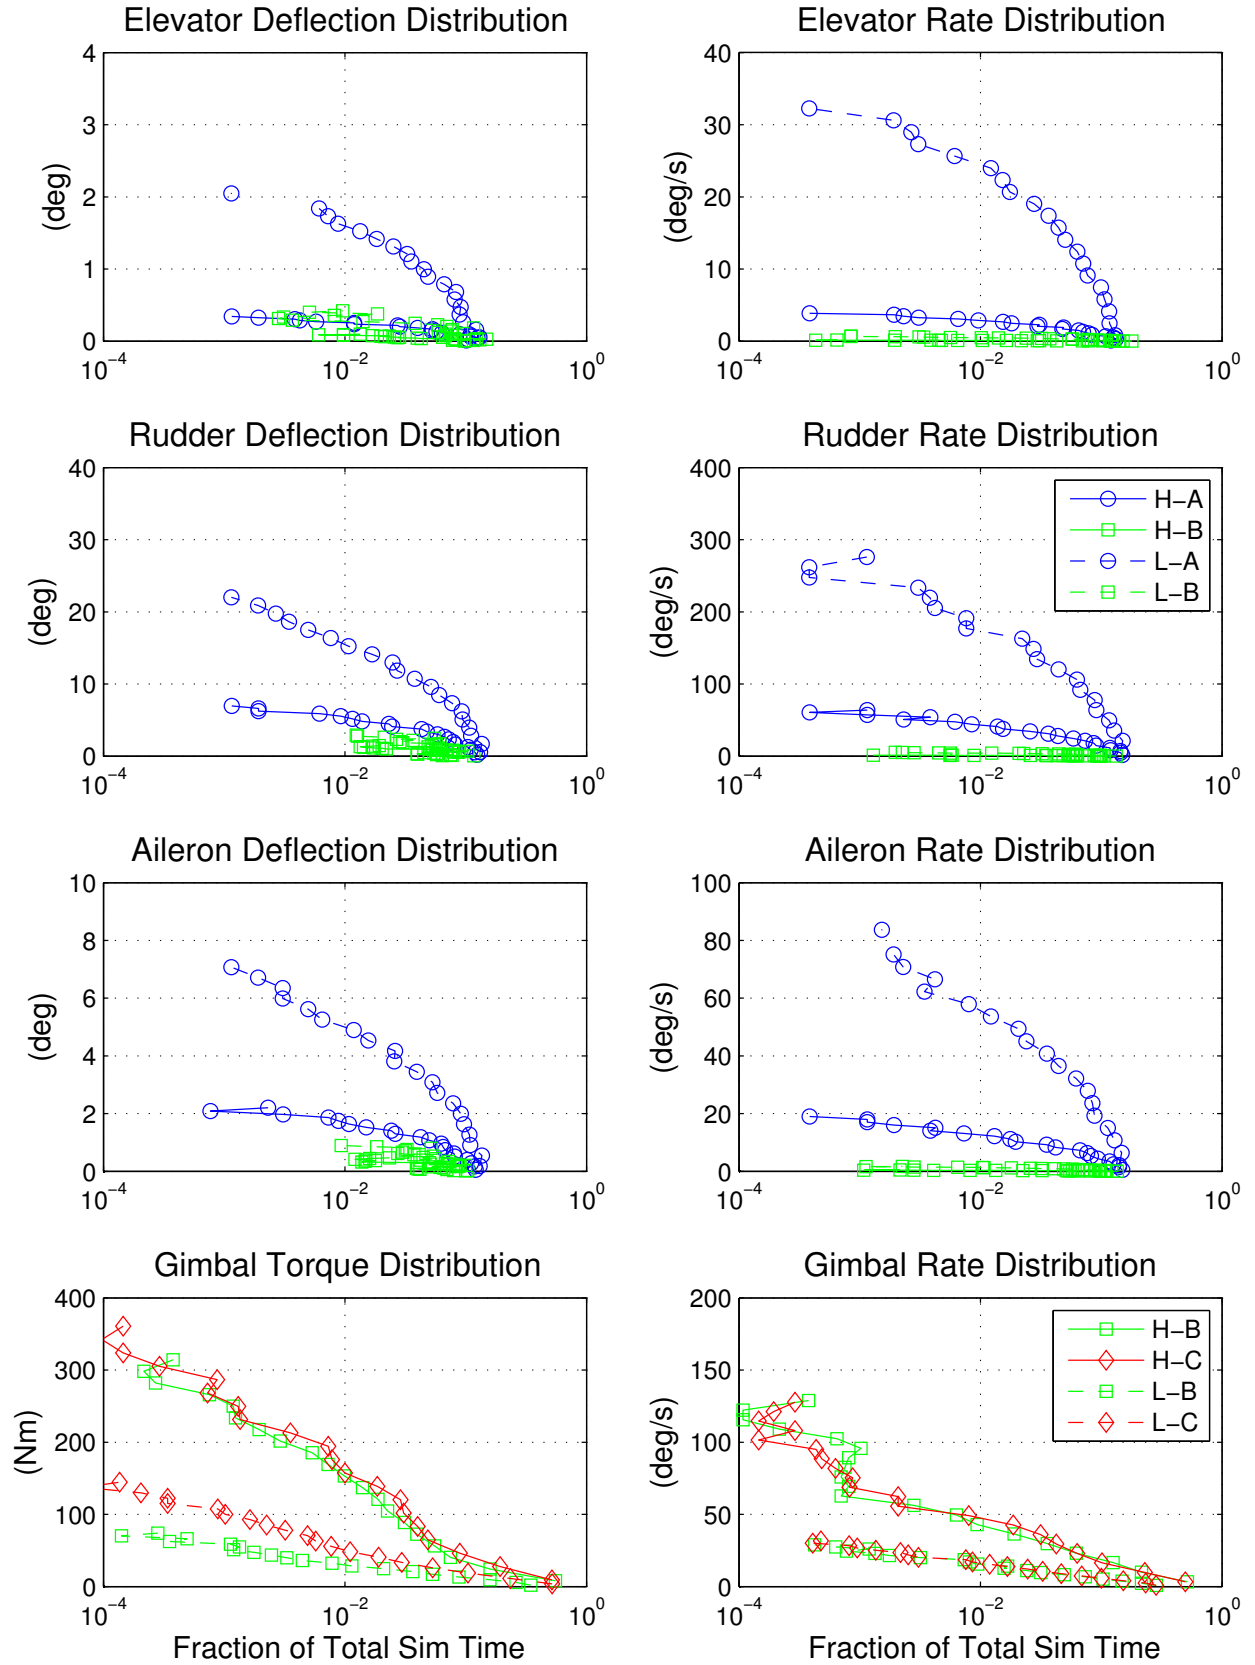 Elevator Deflection Distribution
4
3
2
1
0
(deg)
10^-4
10^-2
10^0
Elevator Rate Distribution
40
30
20
10
0
(deg/s)
10^-4
10^-2
10^0
Rudder Deflection Distribution
40
30
20
10
0
(deg)
10^-4
10^-2
10^0
Rudder Rate Distribution
400
300
200
100
0
(deg/s)
10^-4
10^-2
10^0
H−A
H−B
L−A
L−B
Aileron Deflection Distribution
10
8
6
4
2
0
(deg)
10^-4
10^-2
10^0
Aileron Rate Distribution
100
80
60
40
20
0
(deg/s)
10^-4
10^-2
10^0
Gimbal Torque Distribution
400
300
200
100
0
(Nm)
10^-4
10^-2
10^0
Fraction of Total Sim Time
Gimbal Rate Distribution
200
150
100
50
0
(deg/s)
10^-4
10^-2
10^0
H−B
H−C
L−B
L−C
Fraction of Total Sim Time